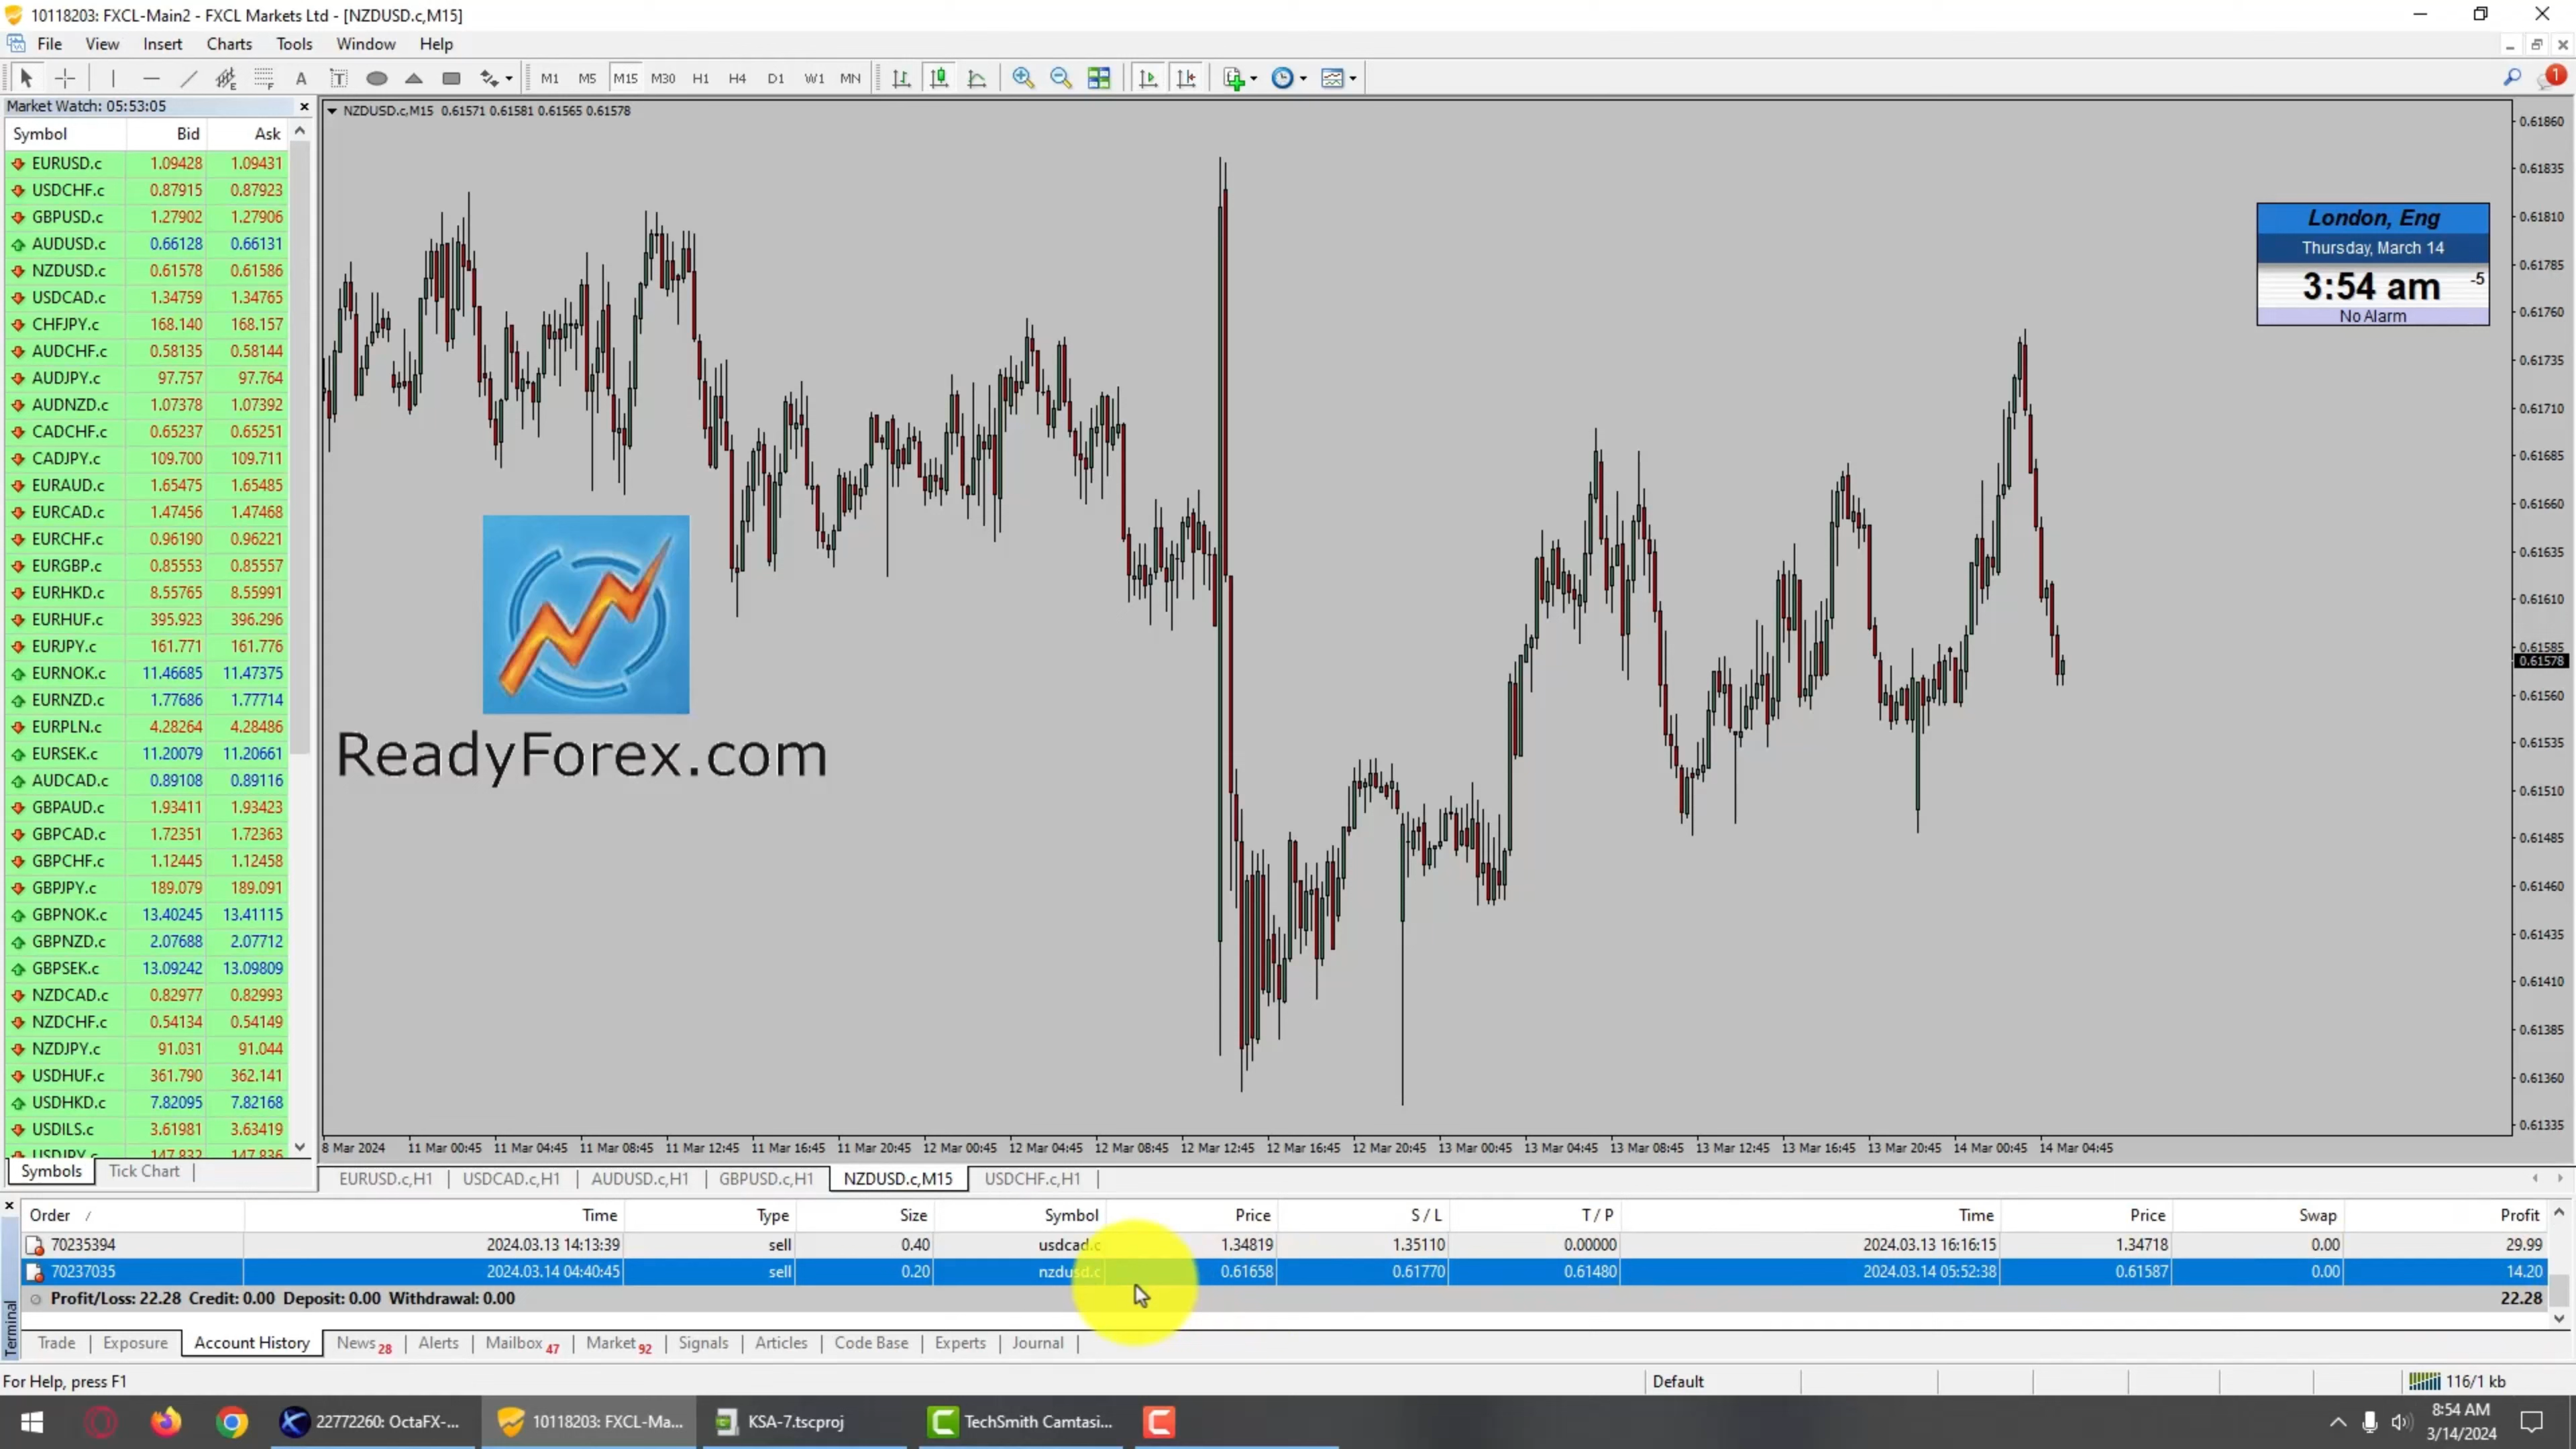 10118203: FXCL-Main2 - FXCL Markets Ltd - [NZDUSD.c,M15]
File View Insert Charts Tools Window Help
A T M1 M5 M15 M30 H1 H4 D1 W1 MN 1
Market Watch: 05:53:05
Symbol Bid Ask
EURUSD.c 1.09428 1.09431
USDCHF.c 0.87915 0.87923
GBPUSD.c 1.27902 1.27906
AUDUSD.c 0.66128 0.66131
NZDUSD.c 0.61578 0.61586
USDCAD.c 1.34759 1.34765
CHFJPY.c 168.140 168.157
AUDCHF.c 0.58135 0.58144
AUDJPY.c 97.757 97.764
AUDNZD.c 1.07378 1.07392
CADCHF.c 0.65237 0.65251
CADJPY.c 109.700 109.711
EURAUD.c 1.65475 1.65485
EURCAD.c 1.47456 1.47468
EURCHF.c 0.96190 0.96221
EURGBP.c 0.85553 0.85557
EURHKD.c 8.55765 8.55991
EURHUF.c 395.923 396.296
EURJPY.c 161.771 161.776
EURNOK.c 11.46685 11.47375
EURNZD.c 1.77686 1.77714
EURPLN.c 4.28264 4.28486
EURSEK.c 11.20079 11.20661
AUDCAD.c 0.89108 0.89116
GBPAUD.c 1.93411 1.93423
GBPCAD.c 1.72351 1.72363
GBPCHF.c 1.12445 1.12458
GBPJPY.c 189.079 189.091
GBPNOK.c 13.40245 13.41115
GBPNZD.c 2.07688 2.07712
GBPSEK.c 13.09242 13.09809
NZDCAD.c 0.82977 0.82993
NZDCHF.c 0.54134 0.54149
NZDJPY.c 91.031 91.044
USDHUF.c 361.790 362.141
USDHKD.c 7.82095 7.82168
USDILS.c 3.61981 3.63419
USDJPY.c 147.832 147.836
Symbols Tick Chart
NZDUSD.c,M15 0.61571 0.61581 0.61565 0.61578
London, Eng
Thursday, March 14
3:54 am -5
No Alarm
ReadyForex.com
0.61860
0.61835
0.61810
0.61785
0.61760
0.61735
0.61710
0.61685
0.61660
0.61635
0.61610
0.61585
0.61578
0.61560
0.61535
0.61510
0.61485
0.61460
0.61435
0.61410
0.61385
0.61360
0.61335
8 Mar 2024 11 Mar 00:45 11 Mar 04:45 11 Mar 08:45 11 Mar 12:45 11 Mar 16:45 11 Mar 20:45 12 Mar 00:45 12 Mar 04:45 12 Mar 08:45 12 Mar 12:45 12 Mar 16:45 12 Mar 20:45 13 Mar 00:45 13 Mar 04:45 13 Mar 08:45 13 Mar 12:45 13 Mar 16:45 13 Mar 20:45 14 Mar 00:45 14 Mar 04:45
EURUSD.c,H1 USDCAD.c,H1 AUDUSD.c,H1 GBPUSD.c,H1 NZDUSD.c,M15 USDCHF.c,H1
Order / Time Type Size Symbol Price S / L T / P Time Price Swap Profit
70235394 2024.03.13 14:13:39 sell 0.40 usdcad.c 1.34819 1.35110 0.00000 2024.03.13 16:16:15 1.34718 0.00 29.99
70237035 2024.03.14 04:40:45 sell 0.20 nzdusd.c 0.61658 0.61770 0.61480 2024.03.14 05:52:38 0.61587 0.00 14.20
Profit/Loss: 22.28 Credit: 0.00 Deposit: 0.00 Withdrawal: 0.00 22.28
Terminal
Trade Exposure Account History News 28 Alerts Mailbox 47 Market 92 Signals Articles Code Base Experts Journal
For Help, press F1 Default 116/1 kb
22772260: OctaFX-... 10118203: FXCL-Ma... KSA-7.tscproj TechSmith Camtasi... 8:54 AM
3/14/2024